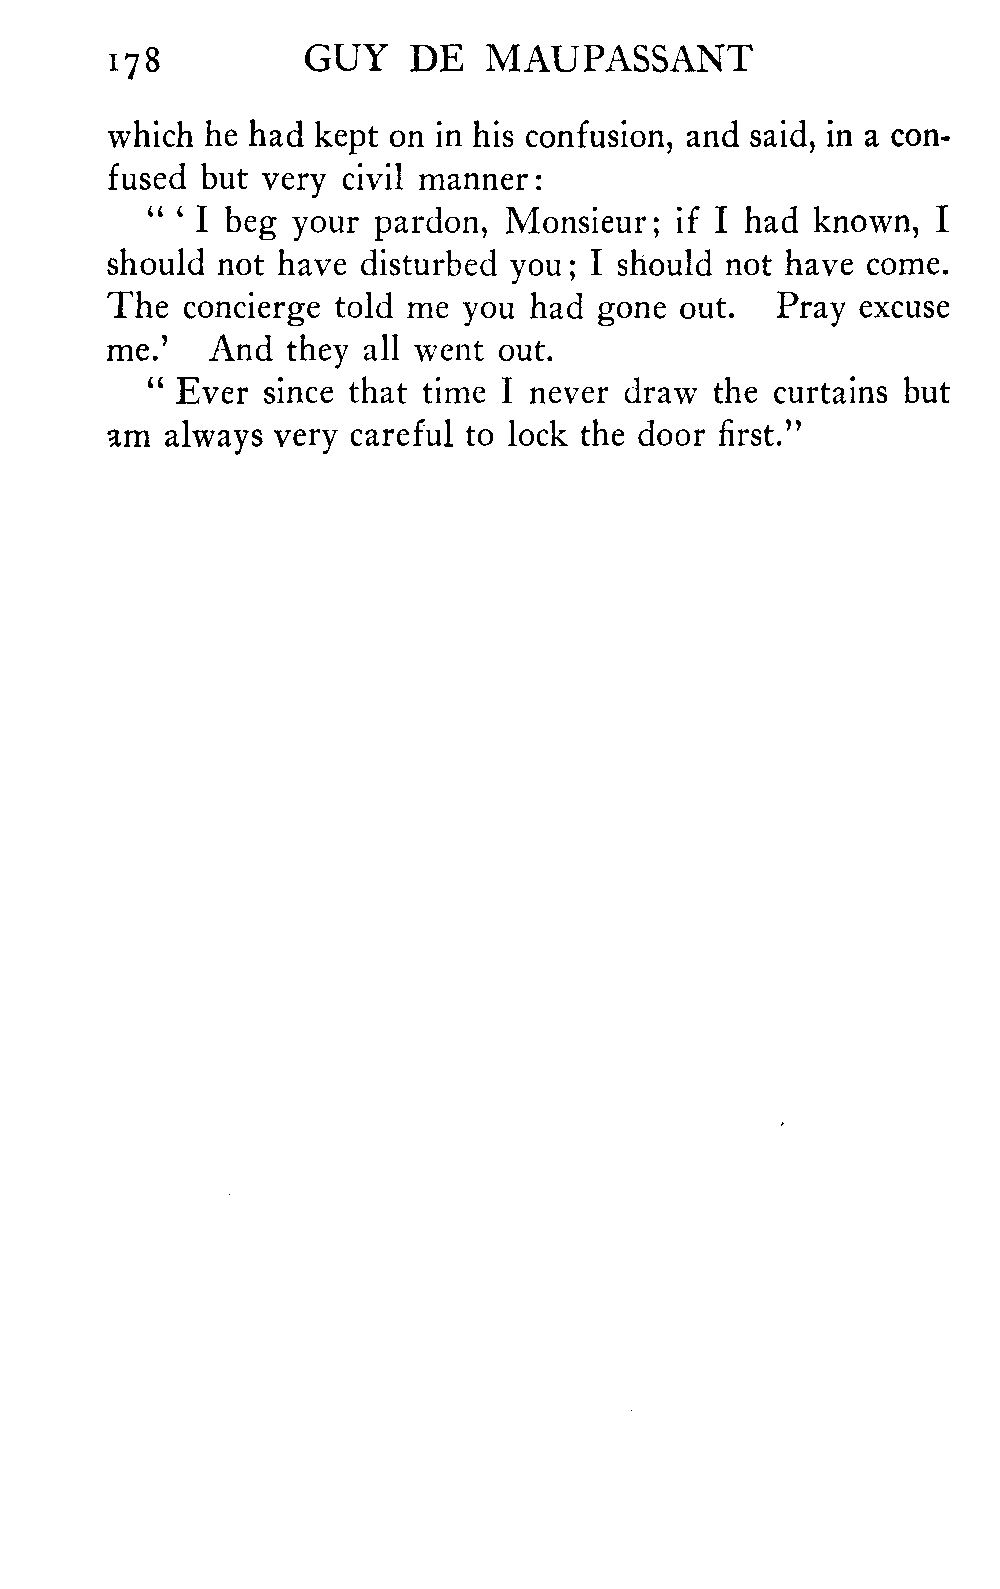 178 GUY DE MAUPASSANT
which he had kept on in his confusion, and said, in a con-
fused but very civil manner:
“ ‘ I beg your pardon, Monsieur; if I had known, I
should not have disturbed you; I should not have come.
The concierge told me you had gone out. Pray excuse
me.’ And they all went out.
“ Ever since that time I never draw the curtains but
am always very careful to lock the door first.”